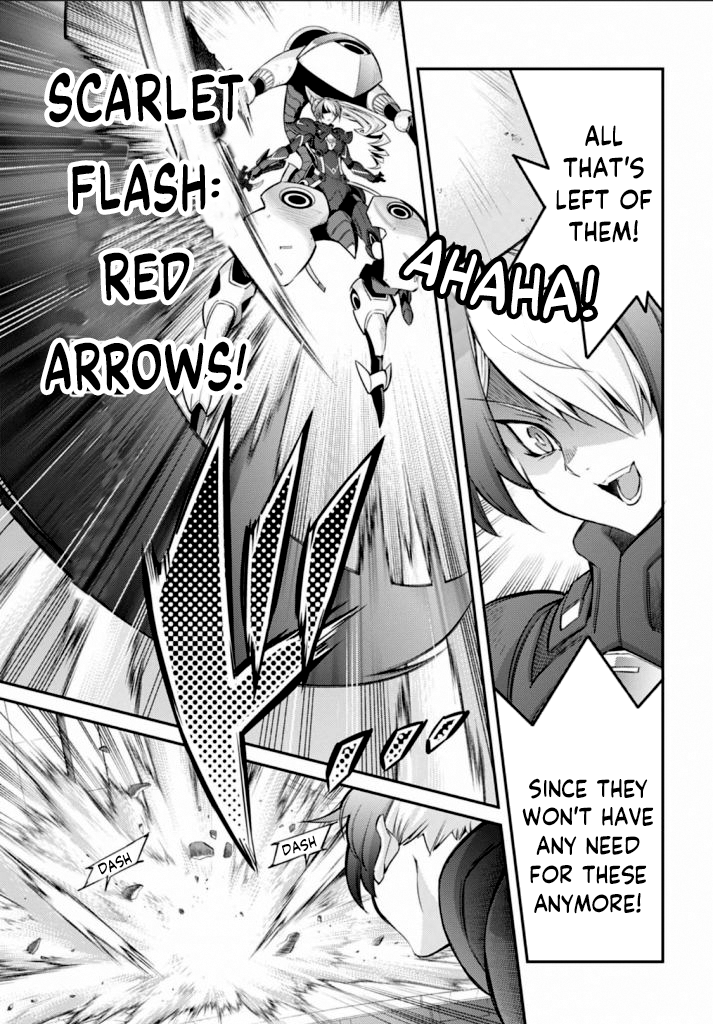 ALL
THAT'S
LEFT OF
THEM!
AHAHA!
SINCE THEY
WON'T HAVE
ANY NEED
FOR THESE
ANYMORE!
SCARLET
FLASH:
RED
ARROWS!
DASH
DASH